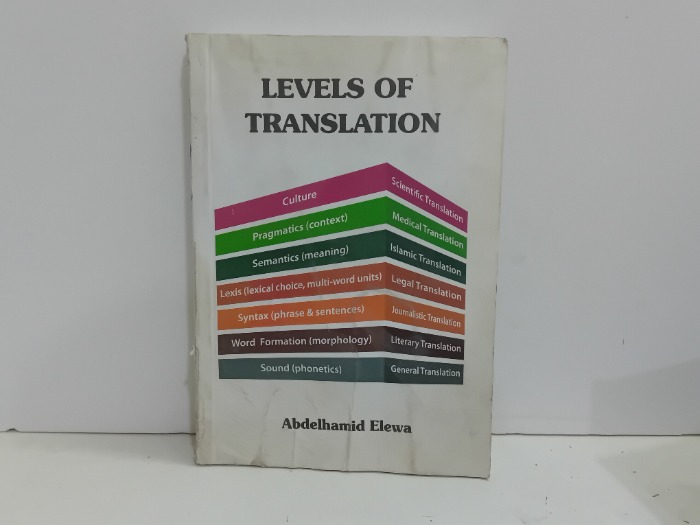 LEVELS OF
TRANSLATION
Culture
Scientific Translation
Pragmatics (context)
Medical Translation
Semantics (meaning)
Islamic Translation
Lexis (lexical choice, multi-word units)
Legal Translation
Syntax (phrase & sentences)
Journalistic Translation
Word Formation (morphology)
Literary Translation
Sound (phonetics)
General Translation
Abdelhamid Elewa